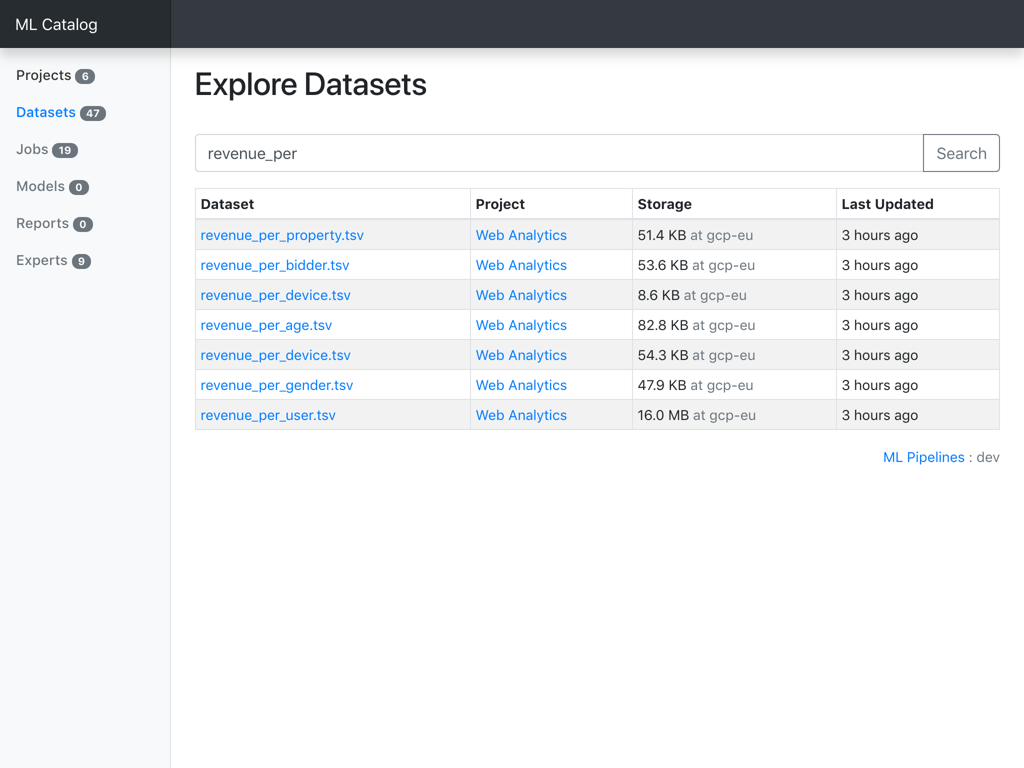 ML Catalog
Projects 6
Datasets 47
Jobs 19
Models 0
Reports 0
Experts 9
Explore Datasets
revenue_per Search
Dataset Project Storage Last Updated
revenue_per_property.tsv Web Analytics 51.4 KB at gcp-eu 3 hours ago
revenue_per_bidder.tsv Web Analytics 53.6 KB at gcp-eu 3 hours ago
revenue_per_device.tsv Web Analytics 8.6 KB at gcp-eu 3 hours ago
revenue_per_age.tsv Web Analytics 82.8 KB at gcp-eu 3 hours ago
revenue_per_device.tsv Web Analytics 54.3 KB at gcp-eu 3 hours ago
revenue_per_gender.tsv Web Analytics 47.9 KB at gcp-eu 3 hours ago
revenue_per_user.tsv Web Analytics 16.0 MB at gcp-eu 3 hours ago
ML Pipelines : dev